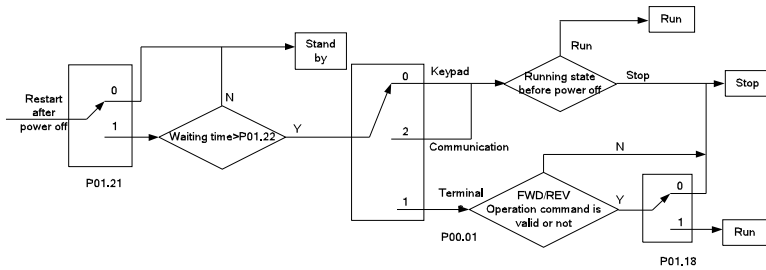 Restart
after
power off
0
1
P01.21
Stand
by
N
Waiting time>P01.22
Y
0
2
1
Keypad
Communication
Terminal
P00.01
Running state
before power off
Run
Run
Stop
Stop
FWD/REV
Operation command is
valid or not
N
Y
0
1
P01.18
Run